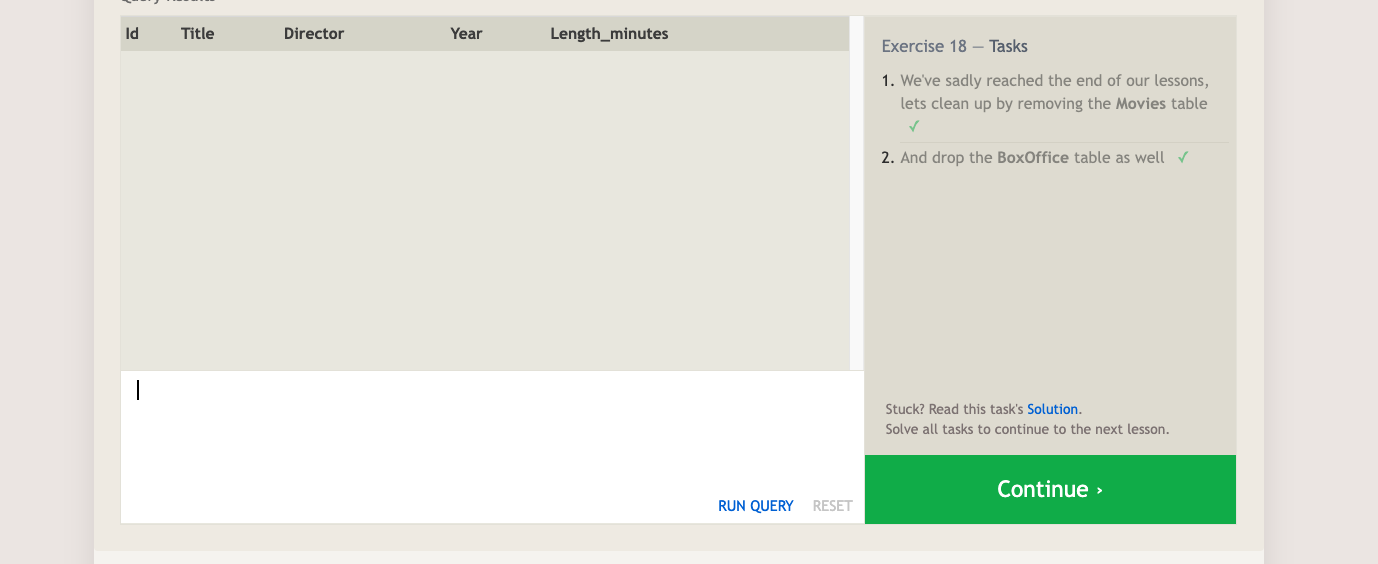 Query Results
Id Title Director Year Length_minutes
Exercise 18 — Tasks
1. We've sadly reached the end of our lessons,
lets clean up by removing the Movies table
✓
2. And drop the BoxOffice table as well ✓
Stuck? Read this task's Solution.
Solve all tasks to continue to the next lesson.
RUN QUERY RESET
Continue ›